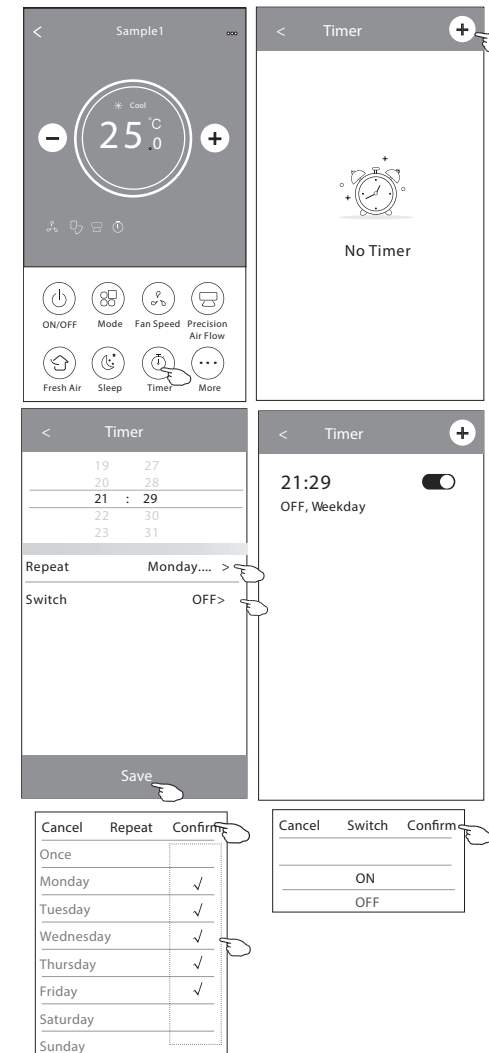 < Sample1
Cool
25 °C .0
− +
ON/OFF Mode Fan Speed Precision Air Flow
Fresh Air Sleep Timer More
< Timer +
No Timer
< Timer
19 27
20 28
21 : 29
22 30
23 31
Repeat Monday.... >
Switch OFF>
Save
< Timer +
21:29
OFF, Weekday
Cancel Repeat Confirm
Once
Monday √
Tuesday √
Wednesday √
Thursday √
Friday √
Saturday
Sunday
Cancel Switch Confirm
ON
OFF